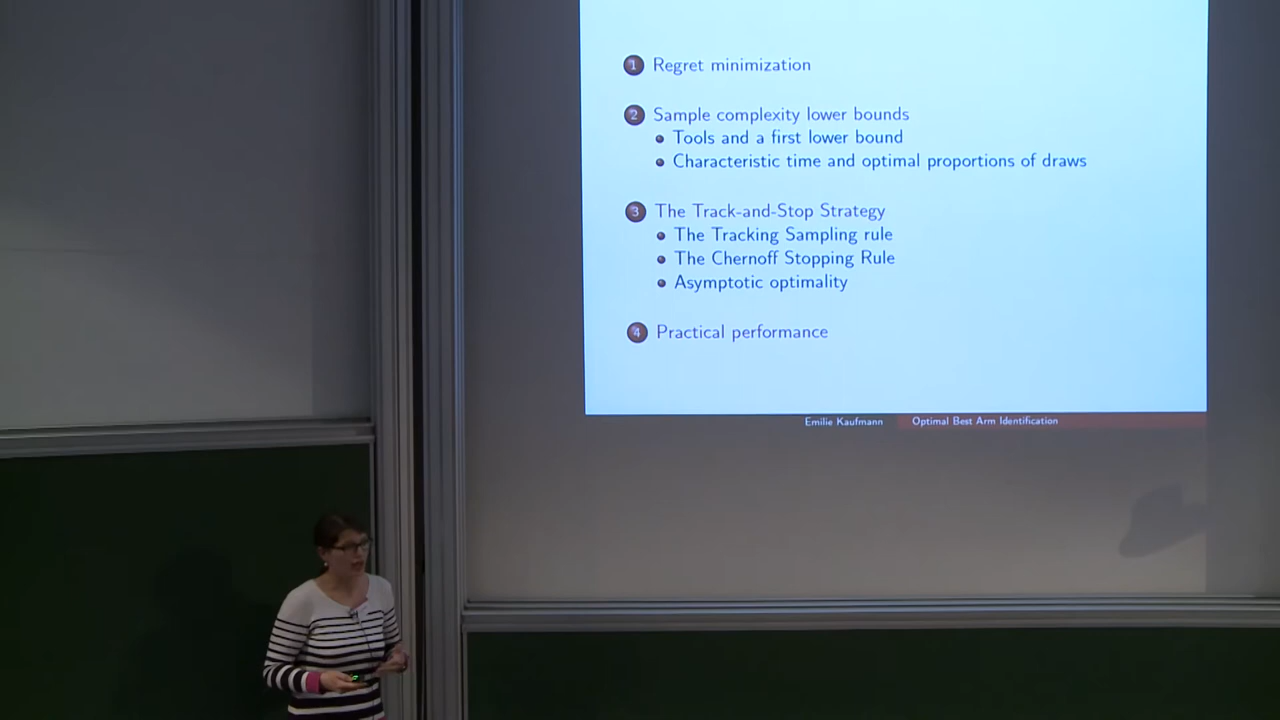 1 Regret minimization
2 Sample complexity lower bounds
Tools and a first lower bound
Characteristic time and optimal proportions of draws
3 The Track-and-Stop Strategy
The Tracking Sampling rule
The Chernoff Stopping Rule
Asymptotic optimality
4 Practical performance
Emilie Kaufmann Optimal Best Arm Identification